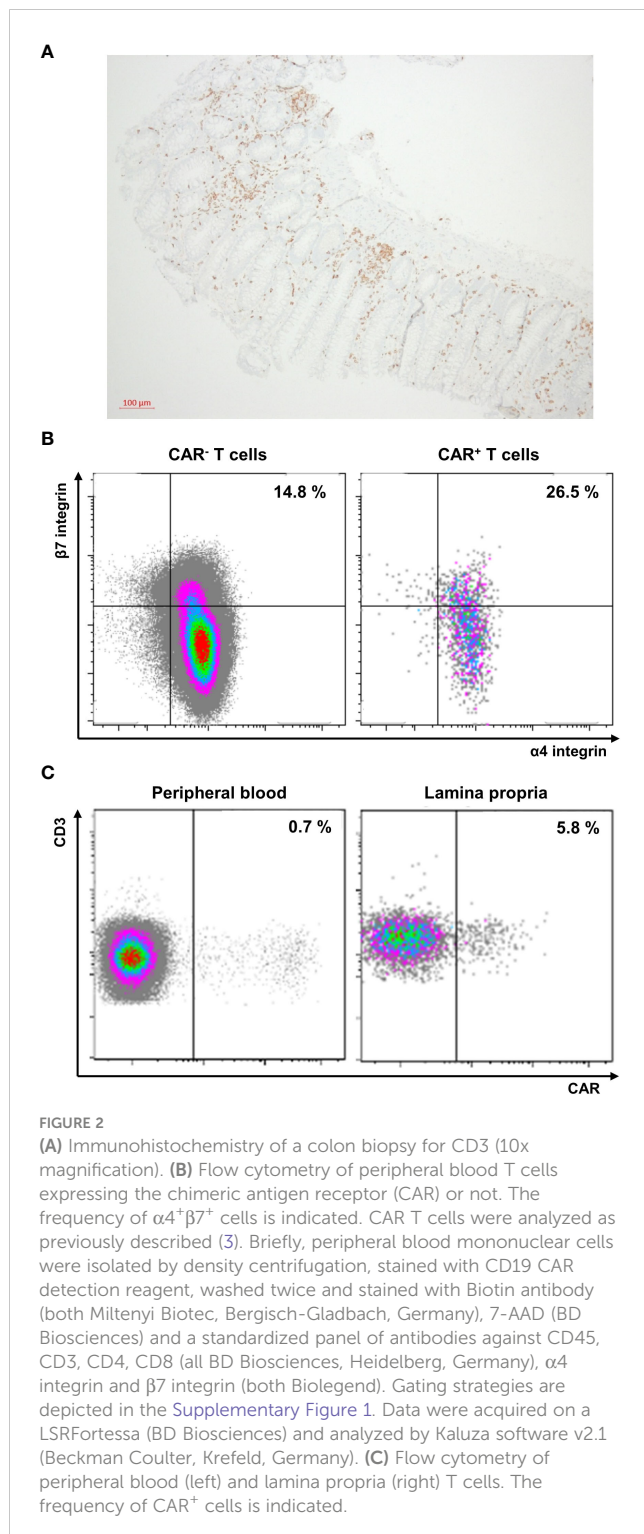 A
100 µm
B
CAR⁻ T cells
CAR⁺ T cells
β7 integrin
14.8 %
26.5 %
α4 integrin
C
Peripheral blood
Lamina propria
CD3
0.7 %
5.8 %
CAR
FIGURE 2
(A) Immunohistochemistry of a colon biopsy for CD3 (10x
magnification). (B) Flow cytometry of peripheral blood T cells
expressing the chimeric antigen receptor (CAR) or not. The
frequency of α4⁺β7⁺ cells is indicated. CAR T cells were analyzed as
previously described (3). Briefly, peripheral blood mononuclear cells
were isolated by density centrifugation, stained with CD19 CAR
detection reagent, washed twice and stained with Biotin antibody
(both Miltenyi Biotec, Bergisch-Gladbach, Germany), 7-AAD (BD
Biosciences) and a standardized panel of antibodies against CD45,
CD3, CD4, CD8 (all BD Biosciences, Heidelberg, Germany), α4
integrin and β7 integrin (both Biolegend). Gating strategies are
depicted in the Supplementary Figure 1. Data were acquired on a
LSRFortessa (BD Biosciences) and analyzed by Kaluza software v2.1
(Beckman Coulter, Krefeld, Germany). (C) Flow cytometry of
peripheral blood (left) and lamina propria (right) T cells. The
frequency of CAR⁺ cells is indicated.